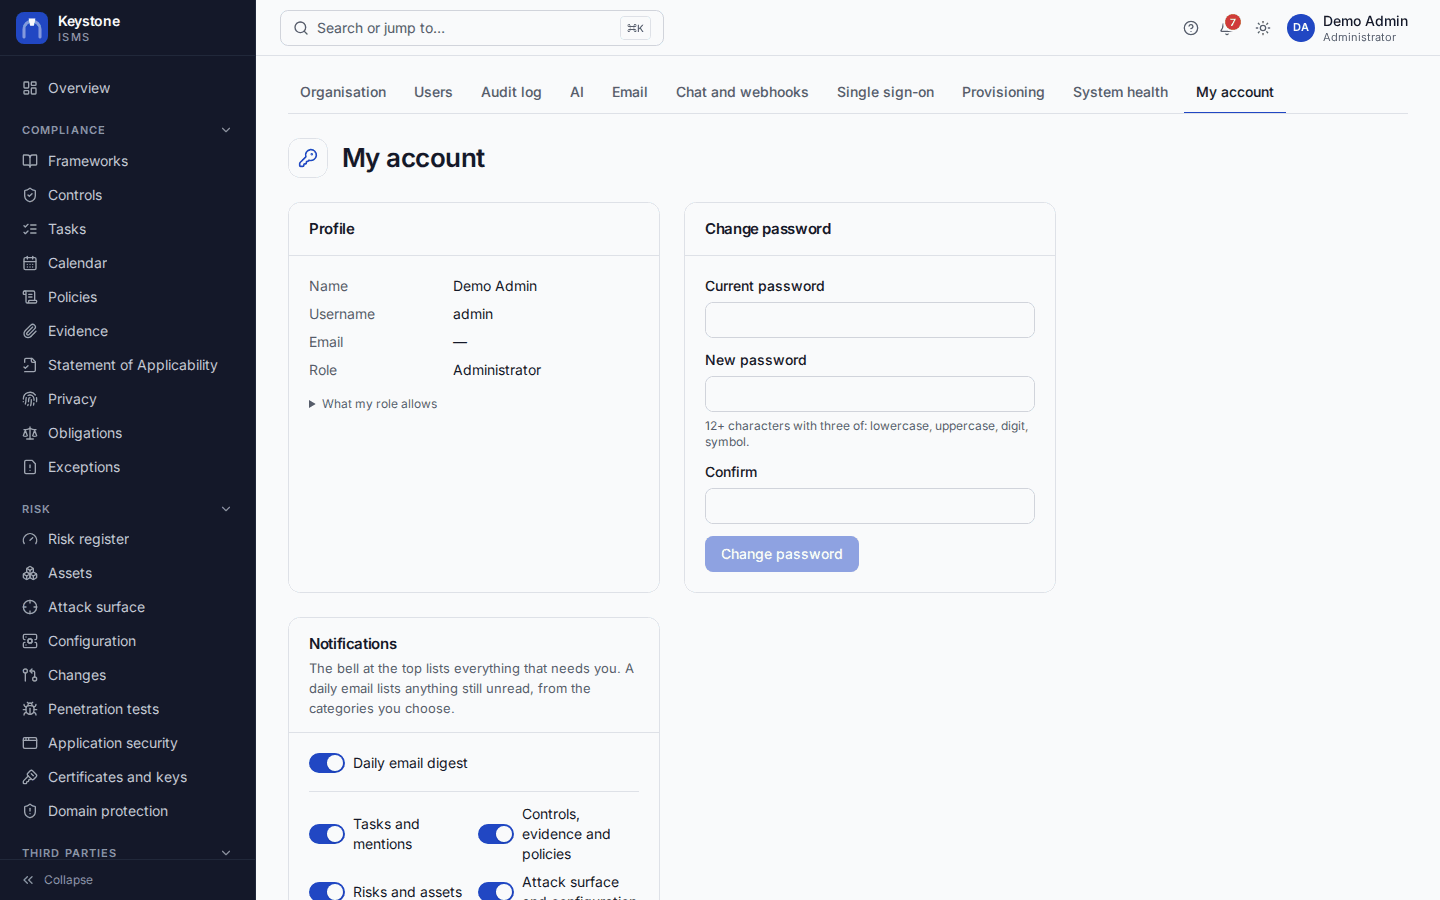 Keystone
ISMS
Search or jump to...
⌘K
7
DA
Demo Admin
Administrator
Overview
COMPLIANCE
Frameworks
Controls
Tasks
Calendar
Policies
Evidence
Statement of Applicability
Privacy
Obligations
Exceptions
RISK
Risk register
Assets
Attack surface
Configuration
Changes
Penetration tests
Application security
Certificates and keys
Domain protection
THIRD PARTIES
Collapse
Organisation
Users
Audit log
AI
Email
Chat and webhooks
Single sign-on
Provisioning
System health
My account
My account
Profile
Name Demo Admin
Username admin
Email —
Role Administrator
What my role allows
Change password
Current password
New password
12+ characters with three of: lowercase, uppercase, digit,
symbol.
Confirm
Change password
Notifications
The bell at the top lists everything that needs you. A
daily email lists anything still unread, from the
categories you choose.
Daily email digest
Tasks and
mentions
Controls,
evidence and
policies
Risks and assets
Attack surface
and configuration